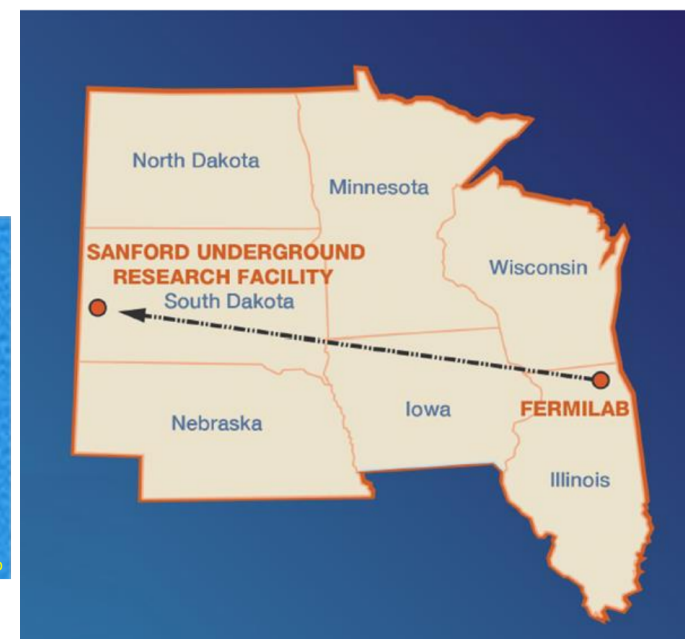 North Dakota
Minnesota
SANFORD UNDERGROUND
RESEARCH FACILITY
Wisconsin
South Dakota
Iowa
FERMILAB
Nebraska
Illinois